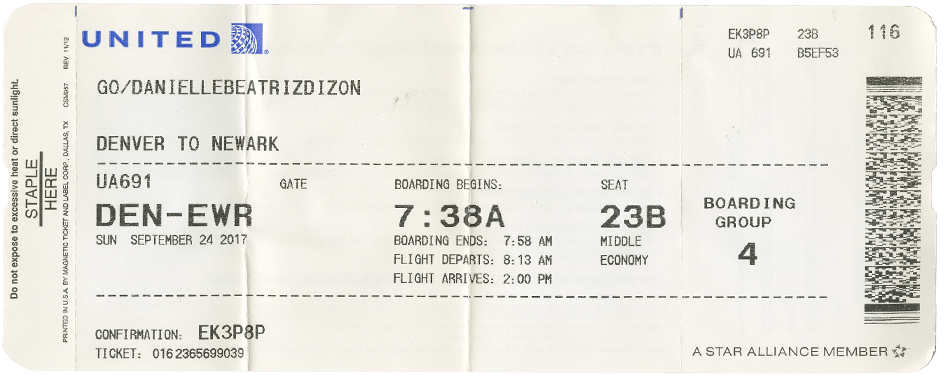 UNITED
EK3P8P 23B
UA 691 B5EF53
116
GO/DANIELLEBEATRIZDIZON
DENVER TO NEWARK
UA691
GATE
BOARDING BEGINS:
SEAT
DEN-EWR
7:38A
23B
SUN SEPTEMBER 24 2017
BOARDING ENDS: 7:58 AM
MIDDLE
FLIGHT DEPARTS: 8:13 AM
ECONOMY
FLIGHT ARRIVES: 2:00 PM
BOARDING
GROUP
4
CONFIRMATION: EK3P8P
TICKET: 016 2365699039
A STAR ALLIANCE MEMBER
Do not expose to excessive heat or direct sunlight.
STAPLE
HERE
PRINTED IN U.S.A. BY MAGNETIC TICKET AND LABEL CORP., DALLAS, TX REV. 11/12